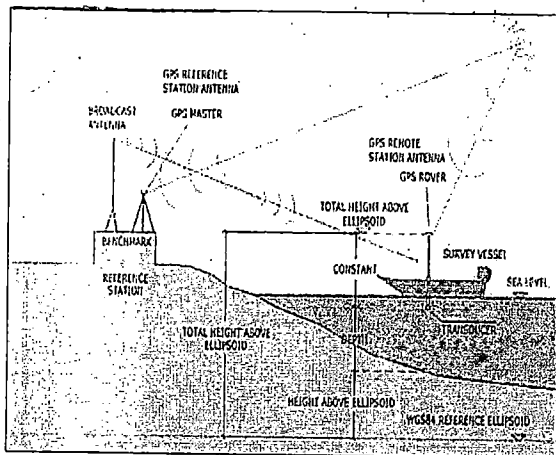 GPS REFERENCE
STATION ANTENNA
GPS MASTER
BROADCAST
ANTENNA
GPS REMOTE
STATION ANTENNA
GPS ROVER
TOTAL HEIGHT ABOVE
ELLIPSOID
BENCHMARK
REFERENCE
STATION
CONSTANT
SURVEY VESSEL
SEA LEVEL
TRANSDUCER
TOTAL HEIGHT ABOVE
ELLIPSOID
DEPTH
HEIGHT ABOVE ELLIPSOID
WGS84 REFERENCE ELLIPSOID